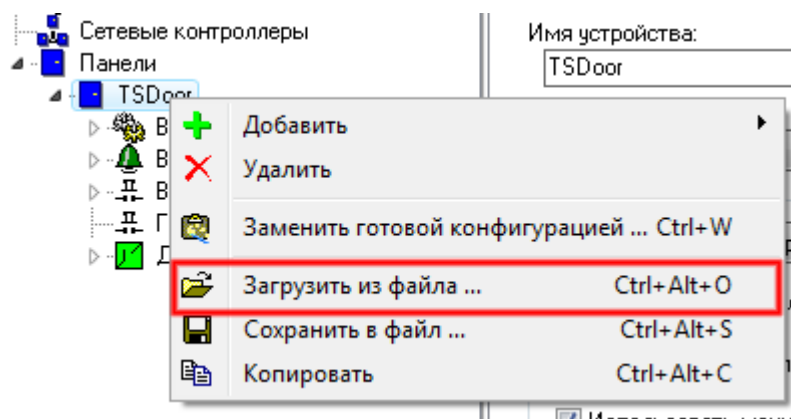 Сетевые контроллеры
Имя устройства:
Панели
TSDoor
TSDoor
Добавить
Удалить
Заменить готовой конфигурацией ... Ctrl+W
Загрузить из файла ... Ctrl+Alt+O
Сохранить в файл ... Ctrl+Alt+S
Копировать Ctrl+Alt+C